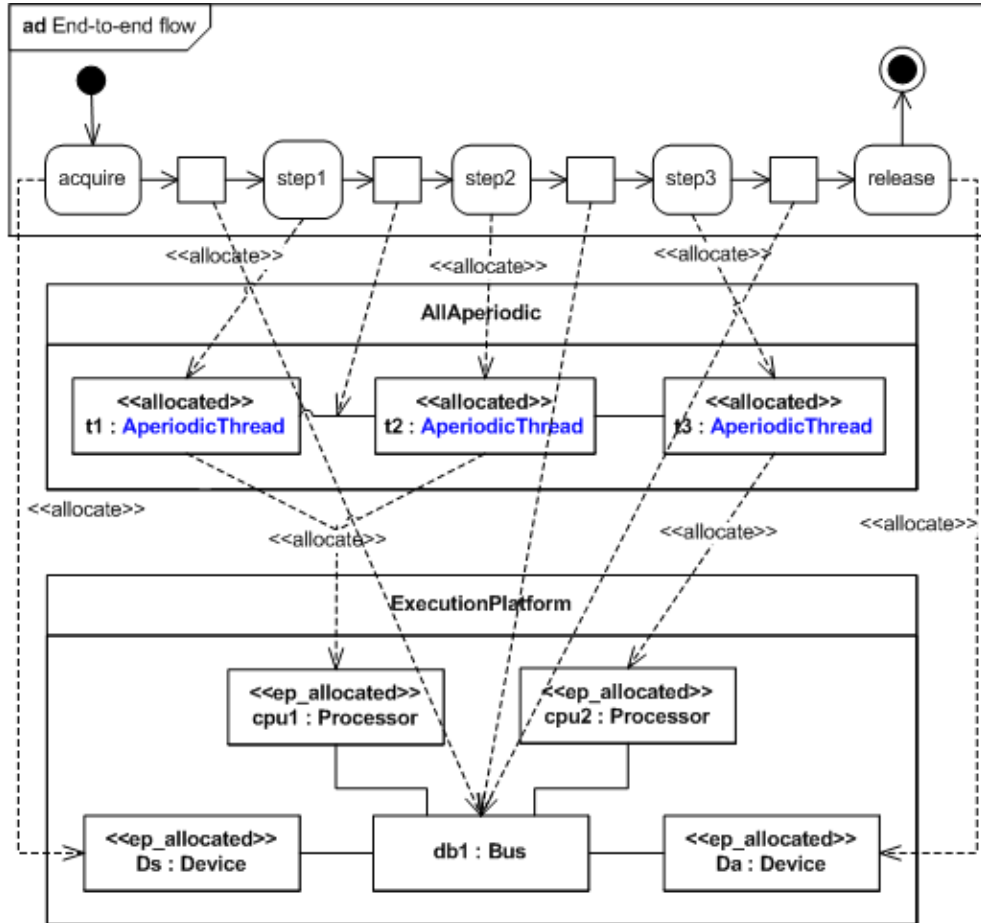 ad End-to-end flow
acquire
step1
step2
step3
release
<<allocate>>
<<allocate>>
<<allocate>>
AllAperiodic
<<allocated>>
t1 : AperiodicThread
<<allocated>>
t2 : AperiodicThread
<<allocated>>
t3 : AperiodicThread
<<allocate>>
<<allocate>>
<<allocate>>
<<allocate>>
ExecutionPlatform
<<ep_allocated>>
cpu1 : Processor
<<ep_allocated>>
cpu2 : Processor
<<ep_allocated>>
Ds : Device
db1 : Bus
<<ep_allocated>>
Da : Device